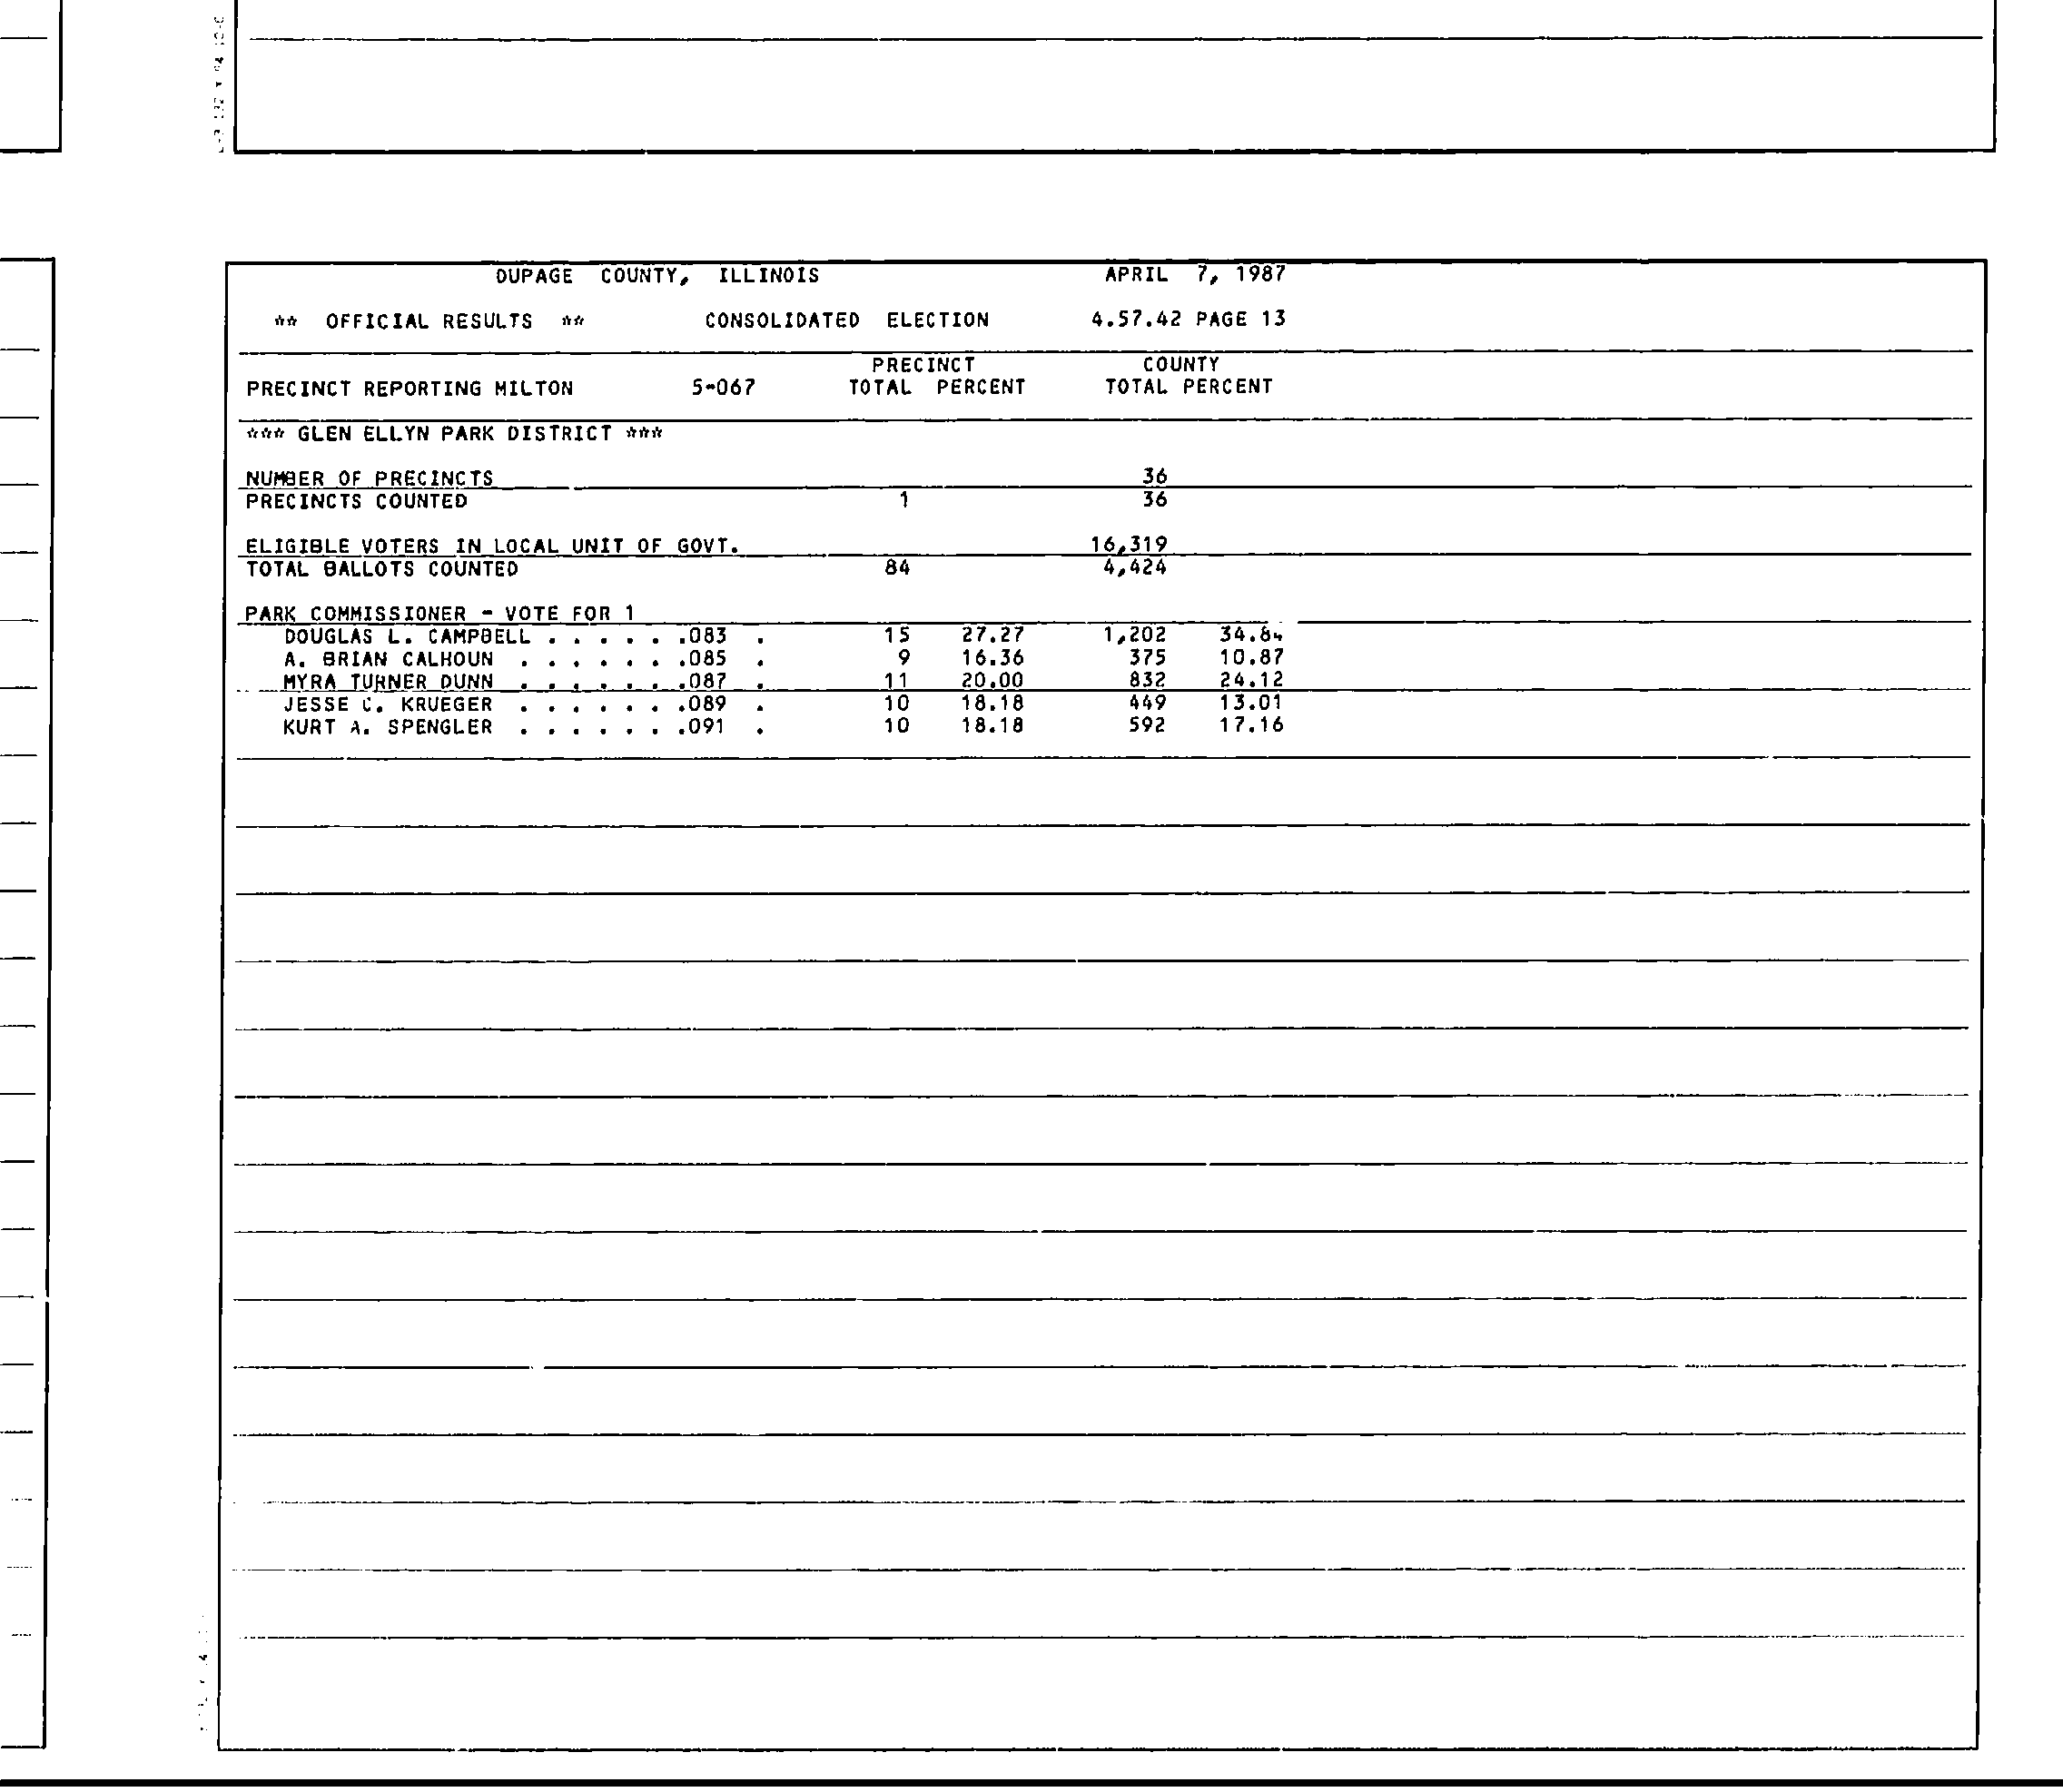 DUPAGE COUNTY, ILLINOIS APRIL 7, 1987
** OFFICIAL RESULTS ** CONSOLIDATED ELECTION 4.57.42 PAGE 13
PRECINCT COUNTY
PRECINCT REPORTING MILTON 5-067 TOTAL PERCENT TOTAL PERCENT
*** GLEN ELLYN PARK DISTRICT ***
NUMBER OF PRECINCTS 36
PRECINCTS COUNTED 1 36
ELIGIBLE VOTERS IN LOCAL UNIT OF GOVT. 16,319
TOTAL BALLOTS COUNTED 84 4,424
PARK COMMISSIONER - VOTE FOR 1
DOUGLAS L. CAMPBELL . . . . . .083 . 15 27.27 1,202 34.84
A. BRIAN CALHOUN . . . . . . .085 . 9 16.36 375 10.87
MYRA TURNER DUNN . . . . . . .087 . 11 20.00 832 24.12
JESSE C. KRUEGER . . . . . . .089 . 10 18.18 449 13.01
KURT A. SPENGLER . . . . . . .091 . 10 18.18 592 17.16